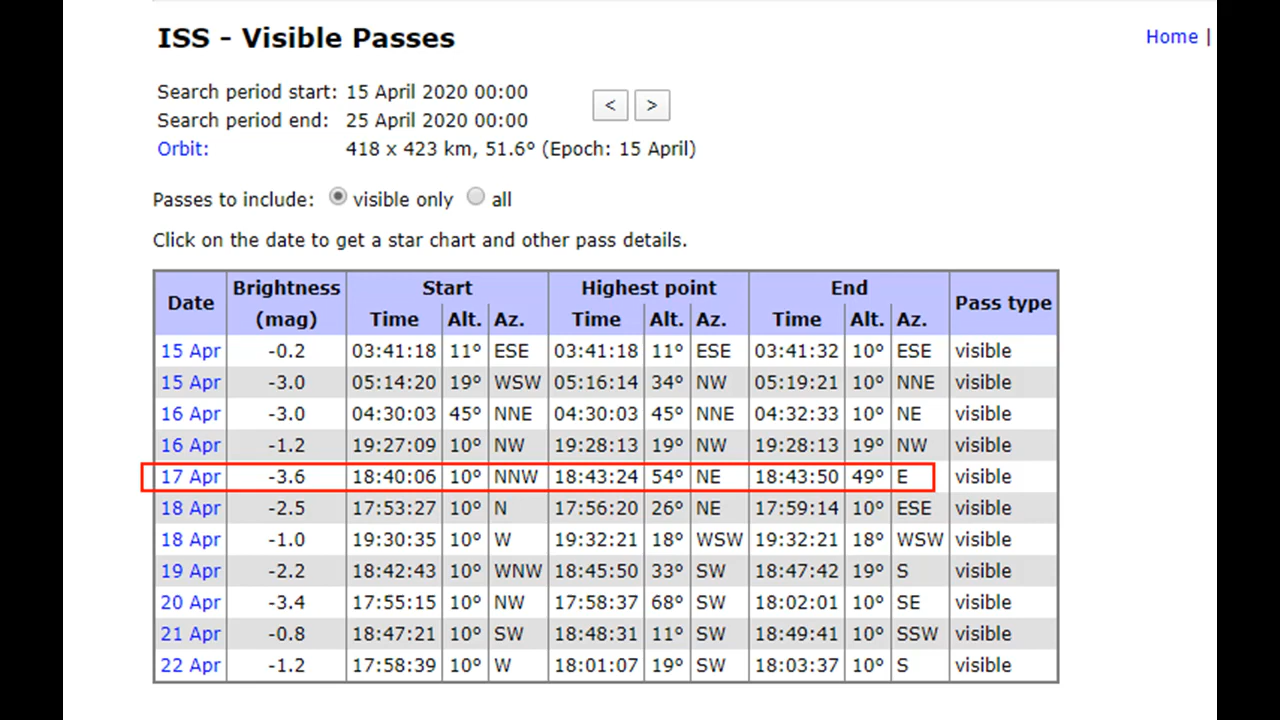 ISS - Visible Passes
Home |
Search period start: 15 April 2020 00:00
Search period end: 25 April 2020 00:00
< >
Orbit: 418 x 423 km, 51.6° (Epoch: 15 April)
Passes to include: visible only all
Click on the date to get a star chart and other pass details.
Date Brightness (mag) Start Highest point End Pass type
Time Alt. Az. Time Alt. Az. Time Alt. Az.
15 Apr -0.2 03:41:18 11° ESE 03:41:18 11° ESE 03:41:32 10° ESE visible
15 Apr -3.0 05:14:20 19° WSW 05:16:14 34° NW 05:19:21 10° NNE visible
16 Apr -3.0 04:30:03 45° NNE 04:30:03 45° NNE 04:32:33 10° NE visible
16 Apr -1.2 19:27:09 10° NW 19:28:13 19° NW 19:28:13 19° NW visible
17 Apr -3.6 18:40:06 10° NNW 18:43:24 54° NE 18:43:50 49° E visible
18 Apr -2.5 17:53:27 10° N 17:56:20 26° NE 17:59:14 10° ESE visible
18 Apr -1.0 19:30:35 10° W 19:32:21 18° WSW 19:32:21 18° WSW visible
19 Apr -2.2 18:42:43 10° WNW 18:45:50 33° SW 18:47:42 19° S visible
20 Apr -3.4 17:55:15 10° NW 17:58:37 68° SW 18:02:01 10° SE visible
21 Apr -0.8 18:47:21 10° SW 18:48:31 11° SW 18:49:41 10° SSW visible
22 Apr -1.2 17:58:39 10° W 18:01:07 19° SW 18:03:37 10° S visible